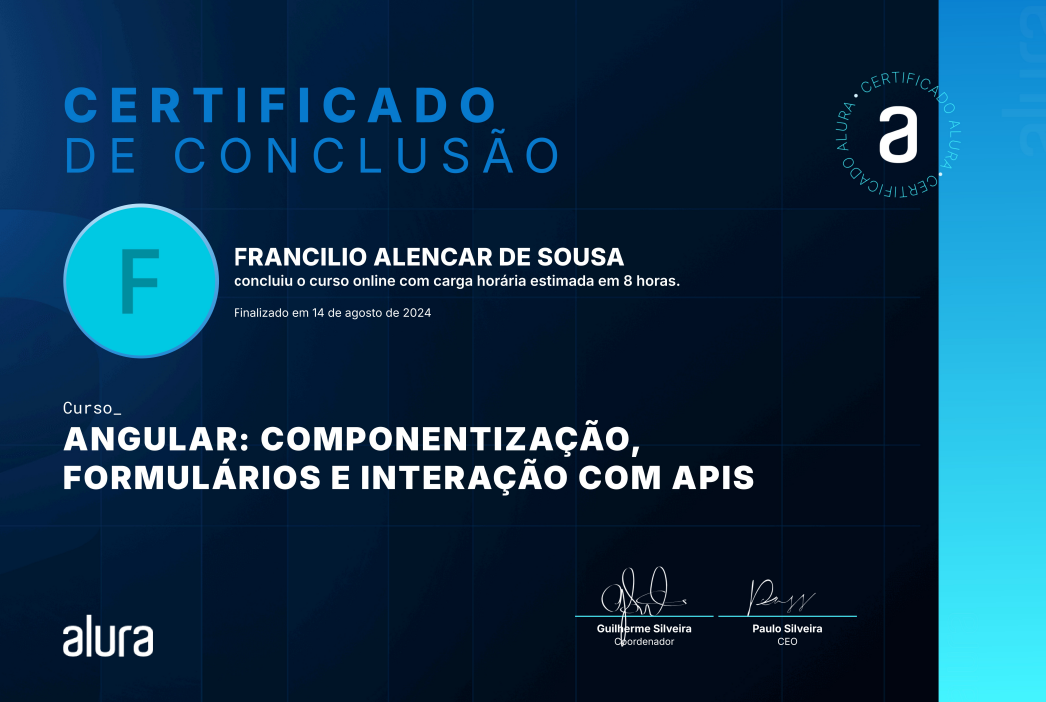 CERTIFICADO
DE CONCLUSÃO
CERTIFICADO ALURA • CERTIFICADO ALURA •
a
alura
F
FRANCILIO ALENCAR DE SOUSA
concluiu o curso online com carga horária estimada em 8 horas.
Finalizado em 14 de agosto de 2024
Curso_
ANGULAR: COMPONENTIZAÇÃO,
FORMULÁRIOS E INTERAÇÃO COM APIS
alura
Guilherme Silveira
Coordenador
Paulo Silveira
CEO